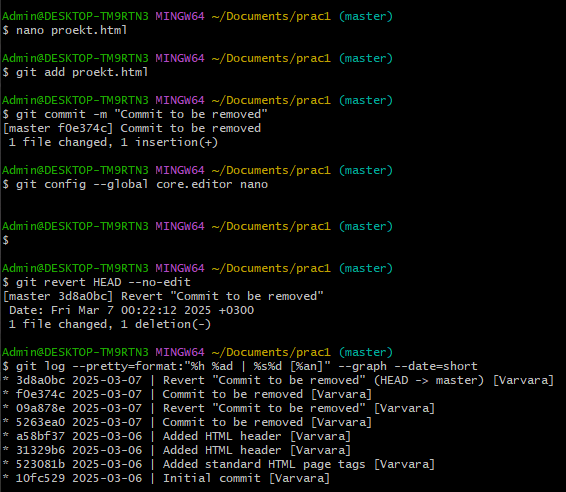 Admin@DESKTOP-TM9RTN3 MINGW64 ~/Documents/prac1 (master)
$ nano proekt.html
Admin@DESKTOP-TM9RTN3 MINGW64 ~/Documents/prac1 (master)
$ git add proekt.html
Admin@DESKTOP-TM9RTN3 MINGW64 ~/Documents/prac1 (master)
$ git commit -m "Commit to be removed"
[master f0e374c] Commit to be removed
 1 file changed, 1 insertion(+)
Admin@DESKTOP-TM9RTN3 MINGW64 ~/Documents/prac1 (master)
$ git config --global core.editor nano
Admin@DESKTOP-TM9RTN3 MINGW64 ~/Documents/prac1 (master)
$
Admin@DESKTOP-TM9RTN3 MINGW64 ~/Documents/prac1 (master)
$ git revert HEAD --no-edit
[master 3d8a0bc] Revert "Commit to be removed"
 Date: Fri Mar 7 00:22:12 2025 +0300
 1 file changed, 1 deletion(-)
Admin@DESKTOP-TM9RTN3 MINGW64 ~/Documents/prac1 (master)
$ git log --pretty=format:"%h %ad | %s%d [%an]" --graph --date=short
* 3d8a0bc 2025-03-07 | Revert "Commit to be removed" (HEAD -> master) [Varvara]
* f0e374c 2025-03-07 | Commit to be removed [Varvara]
* 09a878e 2025-03-07 | Revert "Commit to be removed" [Varvara]
* 5263ea0 2025-03-07 | Commit to be removed [Varvara]
* a58bf37 2025-03-06 | Added HTML header [Varvara]
* 31329b6 2025-03-06 | Added HTML header [Varvara]
* 523081b 2025-03-06 | Added standard HTML page tags [Varvara]
* 10fc529 2025-03-06 | Initial commit [Varvara]